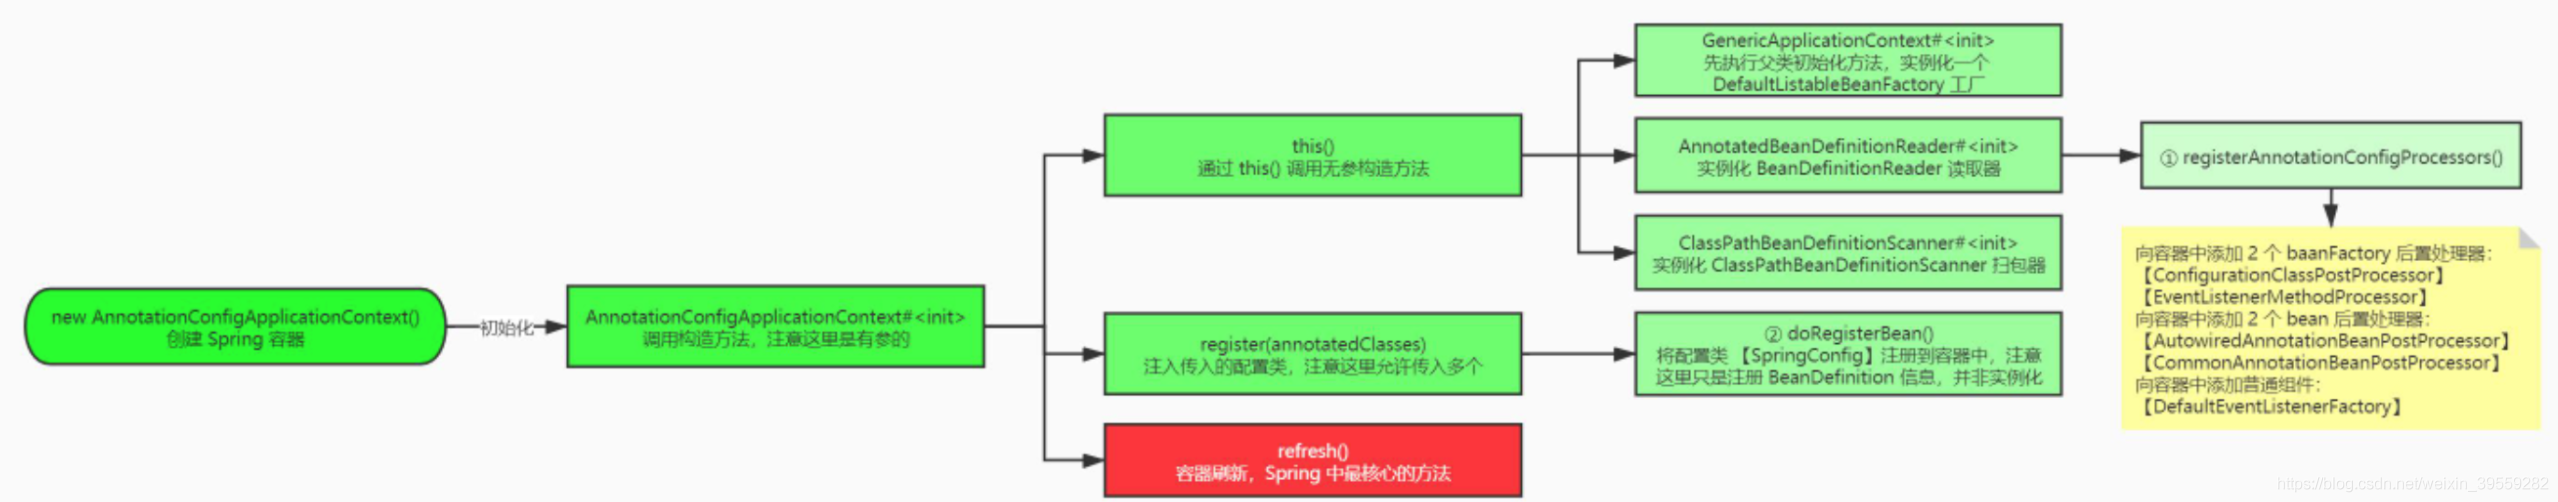 new AnnotationConfigApplicationContext()
创建 Spring 容器
初始化
AnnotationConfigApplicationContext#<init>
调用构造方法，注意这里是有参的
this()
通过 this() 调用无参构造方法
GenericApplicationContext#<init>
先执行父类初始化方法，实例化一个
DefaultListableBeanFactory 工厂
AnnotatedBeanDefinitionReader#<init>
实例化 BeanDefinitionReader 读取器
① registerAnnotationConfigProcessors()
向容器中添加 2 个 baanFactory 后置处理器：
【ConfigurationClassPostProcessor】
【EventListenerMethodProcessor】
向容器中添加 2 个 bean 后置处理器：
【AutowiredAnnotationBeanPostProcessor】
【CommonAnnotationBeanPostProcessor】
向容器中添加普通组件：
【DefaultEventListenerFactory】
ClassPathBeanDefinitionScanner#<init>
实例化 ClassPathBeanDefinitionScanner 扫包器
register(annotatedClasses)
注入传入的配置类，注意这里允许传入多个
② doRegisterBean()
将配置类 【SpringConfig】注册到容器中，注意
这里只是注册 BeanDefinition 信息，并非实例化
refresh()
容器刷新，Spring 中最核心的方法
https://blog.csdn.net/weixin_39559282